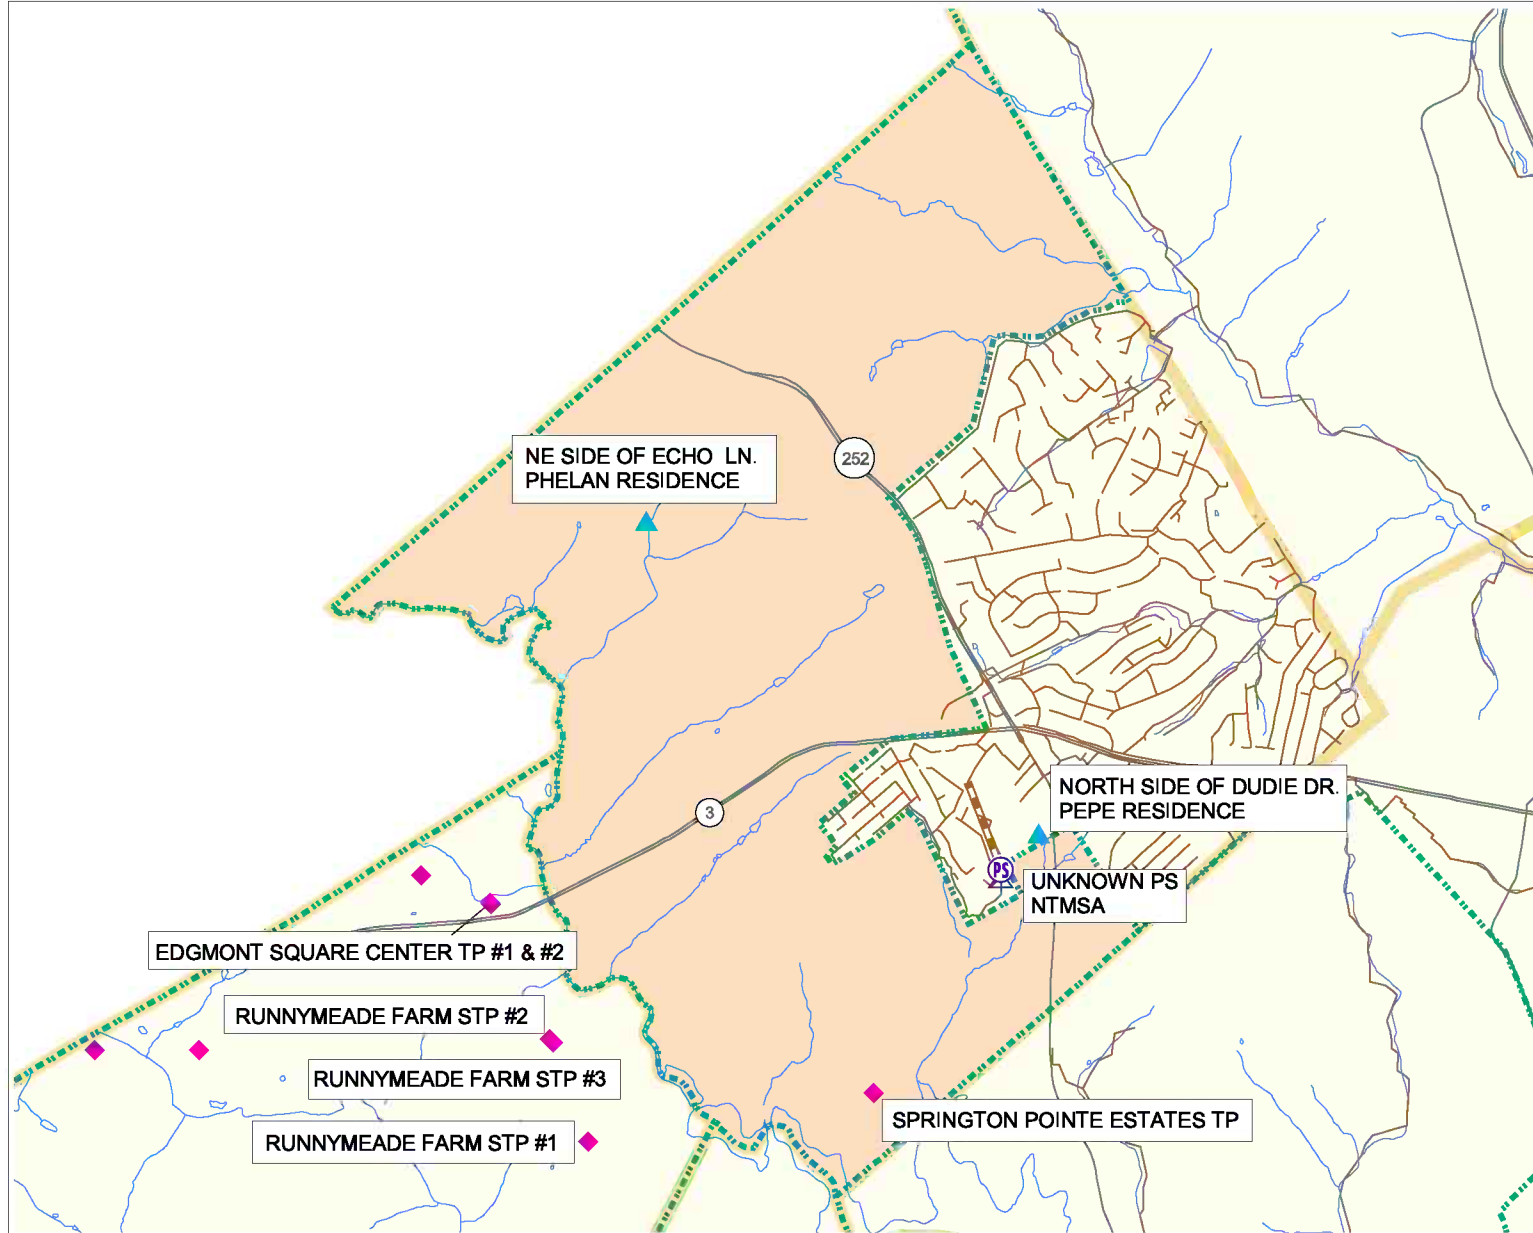 252
NE SIDE OF ECHO LN.
PHELAN RESIDENCE
3
NORTH SIDE OF DUDIE DR.
PEPE RESIDENCE
PS
UNKNOWN PS
NTMSA
EDGMONT SQUARE CENTER TP #1 & #2
RUNNYMEADE FARM STP #2
RUNNYMEADE FARM STP #3
RUNNYMEADE FARM STP #1
SPRINGTON POINTE ESTATES TP